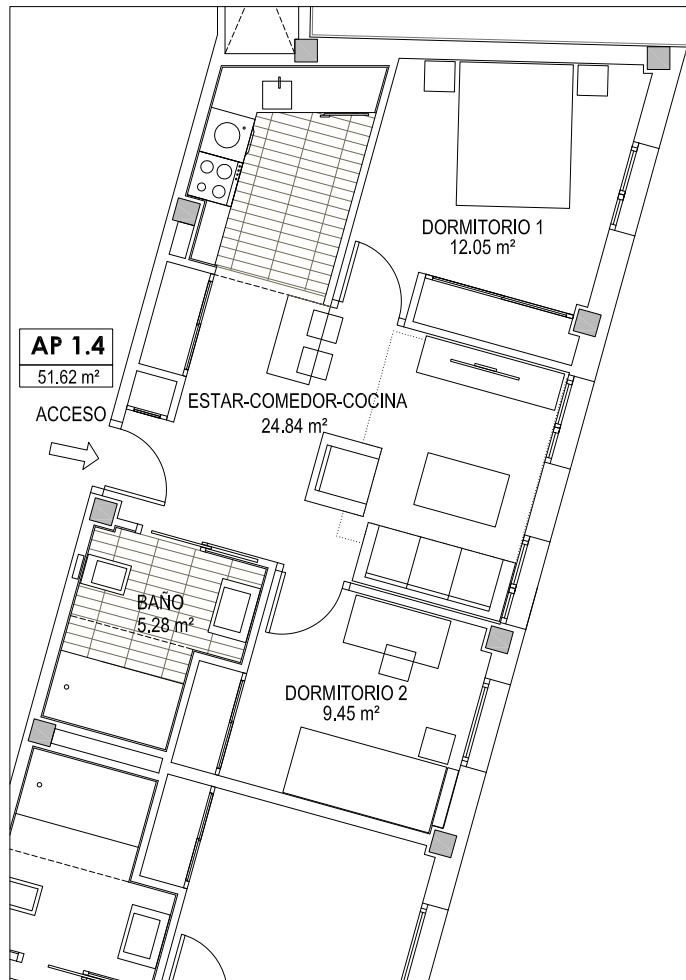 DORMITORIO 1
12.05 m²
AP 1.4
51.62 m²
ESTAR-COMEDOR-COCINA
24.84 m²
ACCESO
BAÑO
5.28 m²
DORMITORIO 2
9.45 m²